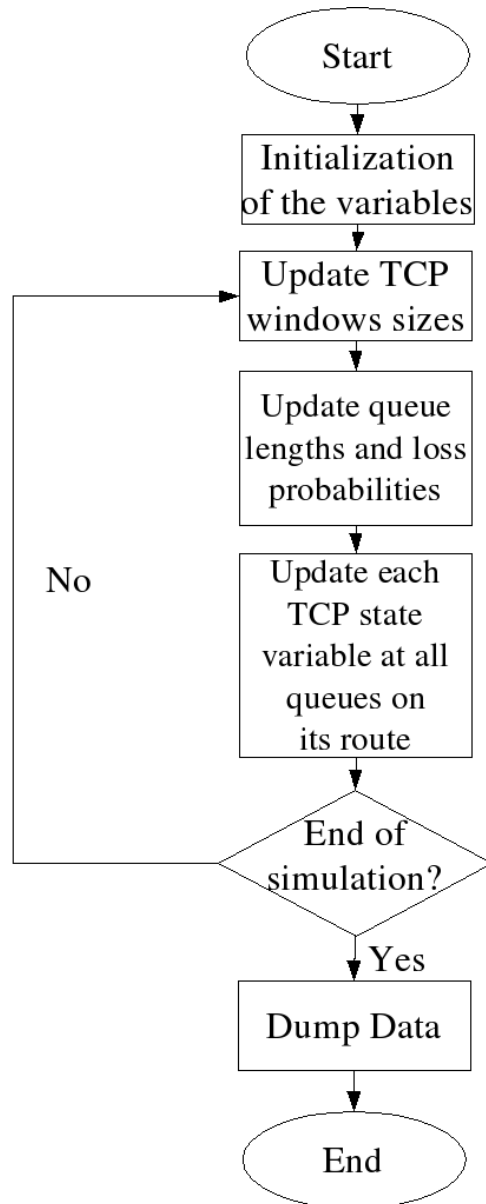 Start
Initialization
of the variables
Update TCP
windows sizes
Update queue
lengths and loss
probabilities
Update each
TCP state
variable at all
queues on
its route
No
End of
simulation?
Yes
Dump Data
End